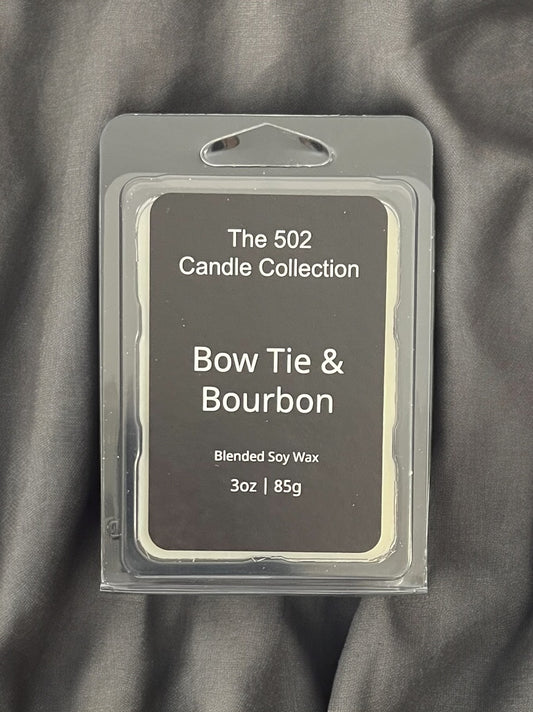 The 502
Candle Collection
Bow Tie &
Bourbon
Blended Soy Wax
3oz | 85g